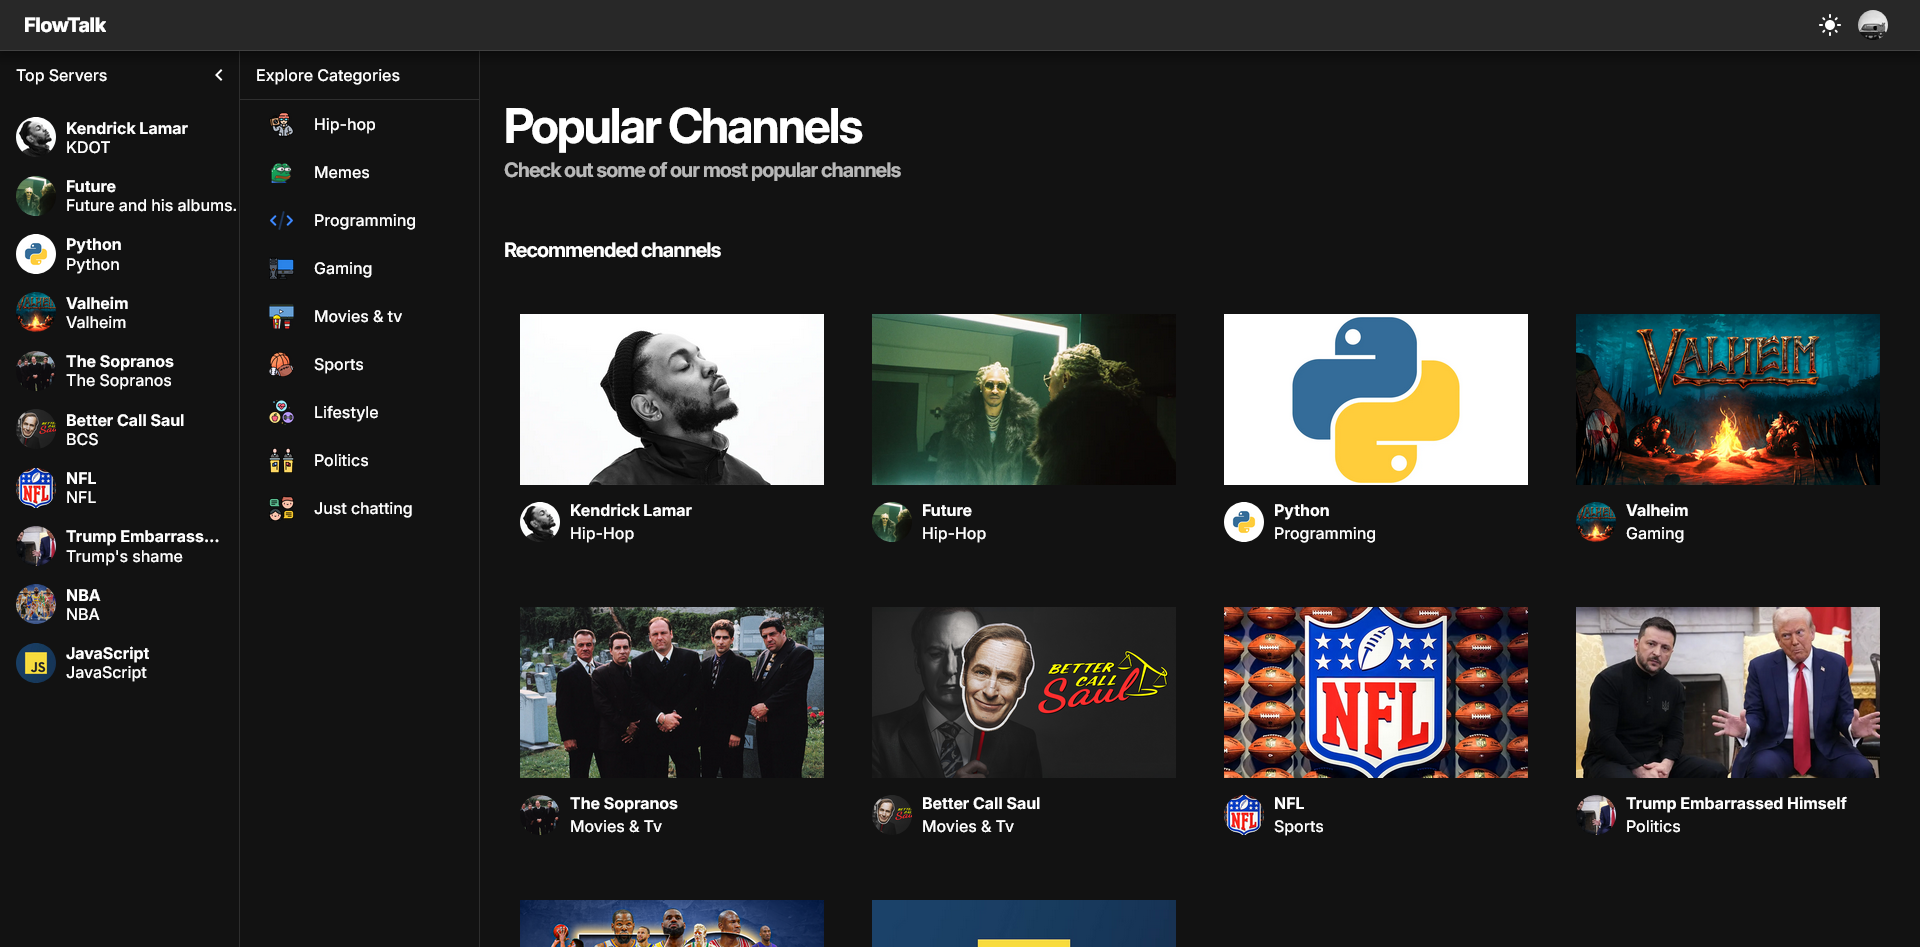 FlowTalk
Top Servers
Kendrick Lamar
KDOT
Future
Future and his albums.
Python
Python
Valheim
Valheim
The Sopranos
The Sopranos
Better Call Saul
BCS
NFL
NFL
Trump Embarrass...
Trump's shame
NBA
NBA
JS
JavaScript
JavaScript
Explore Categories
Hip-hop
Memes
Programming
Gaming
Movies & tv
Sports
Lifestyle
Politics
Just chatting
Popular Channels
Check out some of our most popular channels
Recommended channels
VALHEIM
Kendrick Lamar
Hip-Hop
Future
Hip-Hop
Python
Programming
Valheim
Gaming
BETTER
CALL
Saul
NFL
The Sopranos
Movies & Tv
Better Call Saul
Movies & Tv
NFL
Sports
Trump Embarrassed Himself
Politics